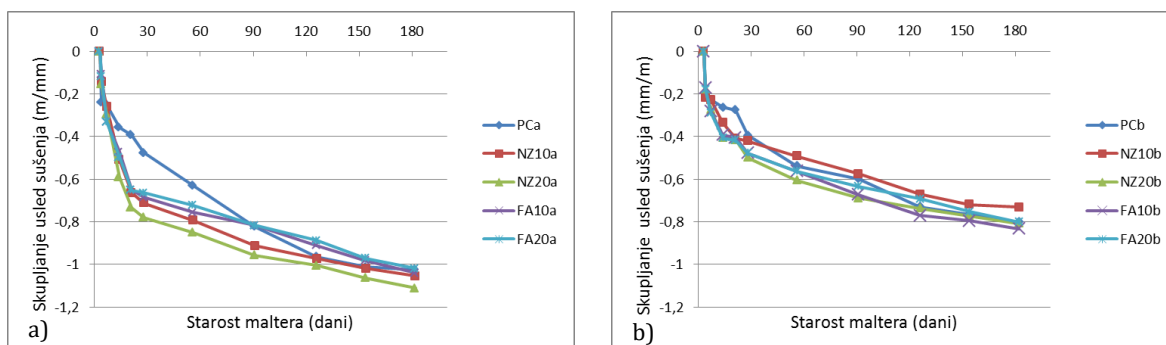 0 30 60 90 120 150 180
0
-0,2
-0,4
-0,6
-0,8
-1
-1,2
Skupljanje usled sušenja (m/mm)
Starost maltera (dani)
a)
PCa
NZ10a
NZ20a
FA10a
FA20a
0 30 60 90 120 150 180
0
-0,2
-0,4
-0,6
-0,8
-1
-1,2
Skupljanje usled sušenja (mm/m)
Starost maltera (dani)
b)
PCb
NZ10b
NZ20b
FA10b
FA20b